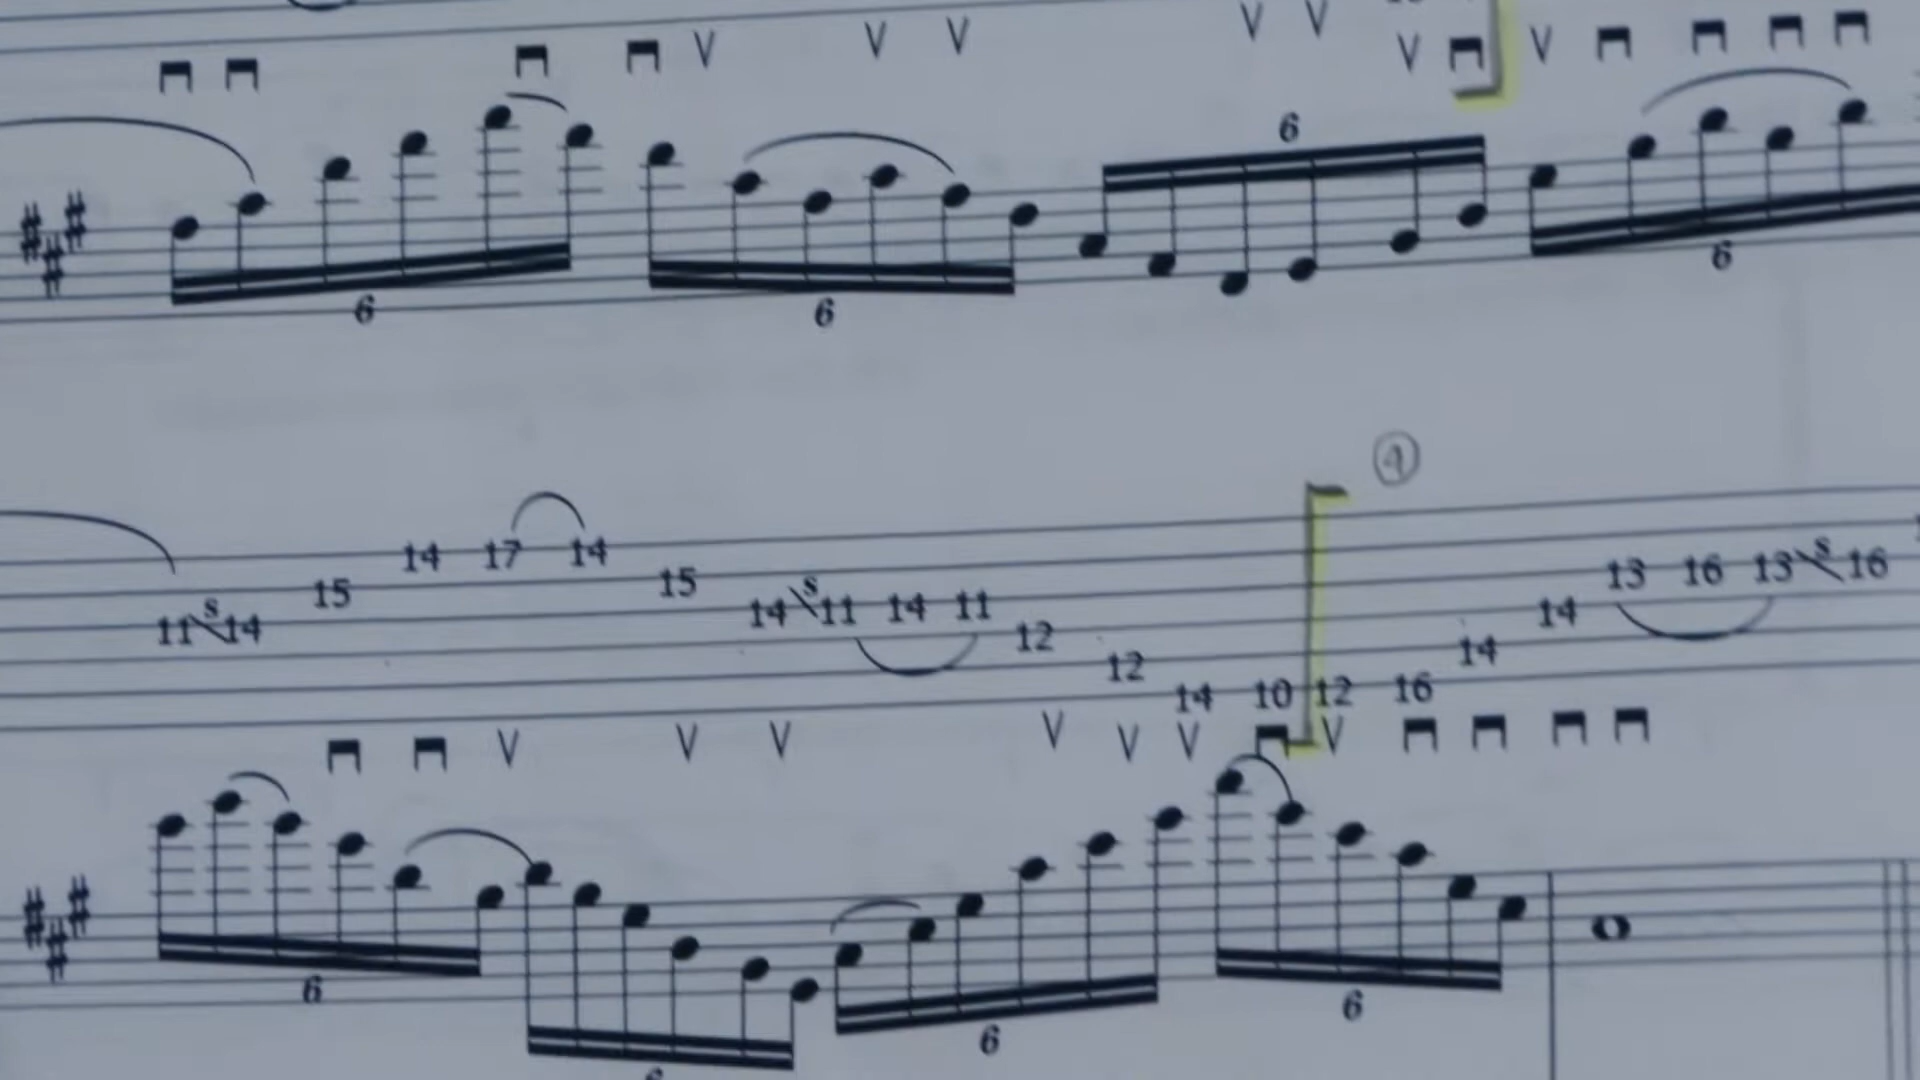 6
6 6 6
④
14 17 14 13 16 13 s 16
15 15 14 s 11 14 11 14
11 s 14 12 12 14
14 10 12 16
6 6 6 6